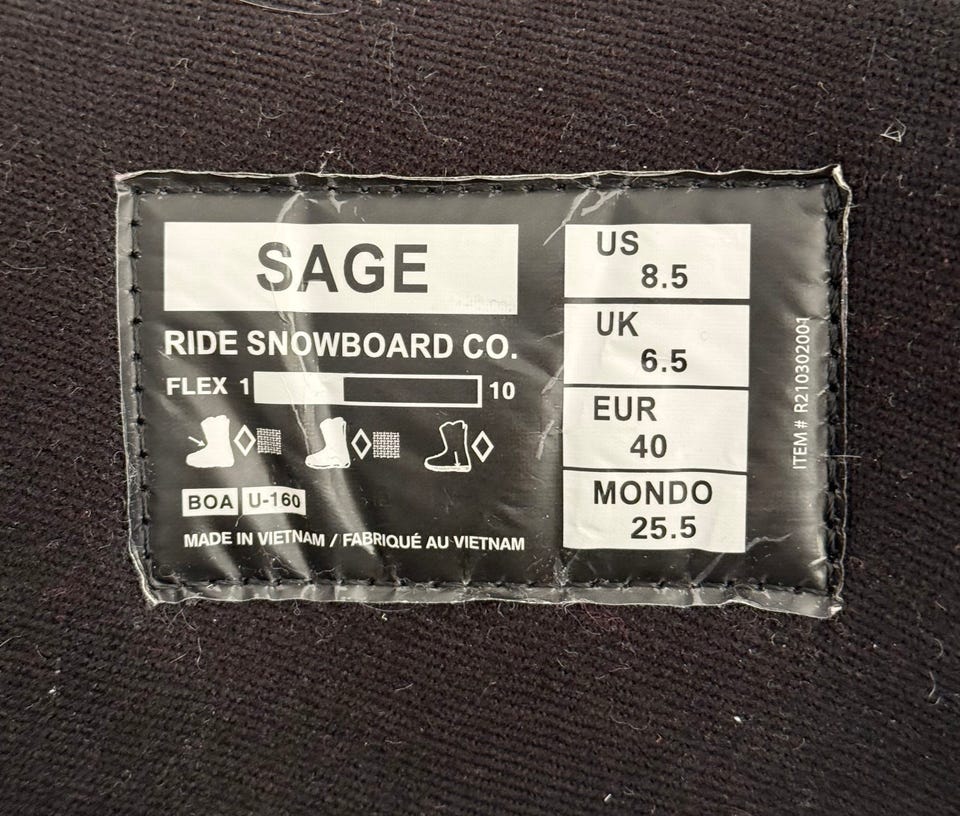 SAGE
RIDE SNOWBOARD CO.
FLEX 1 10
BOA U-160
MADE IN VIETNAM / FABRIQUÉ AU VIETNAM
US
8.5
UK
6.5
EUR
40
MONDO
25.5
ITEM# R210302001